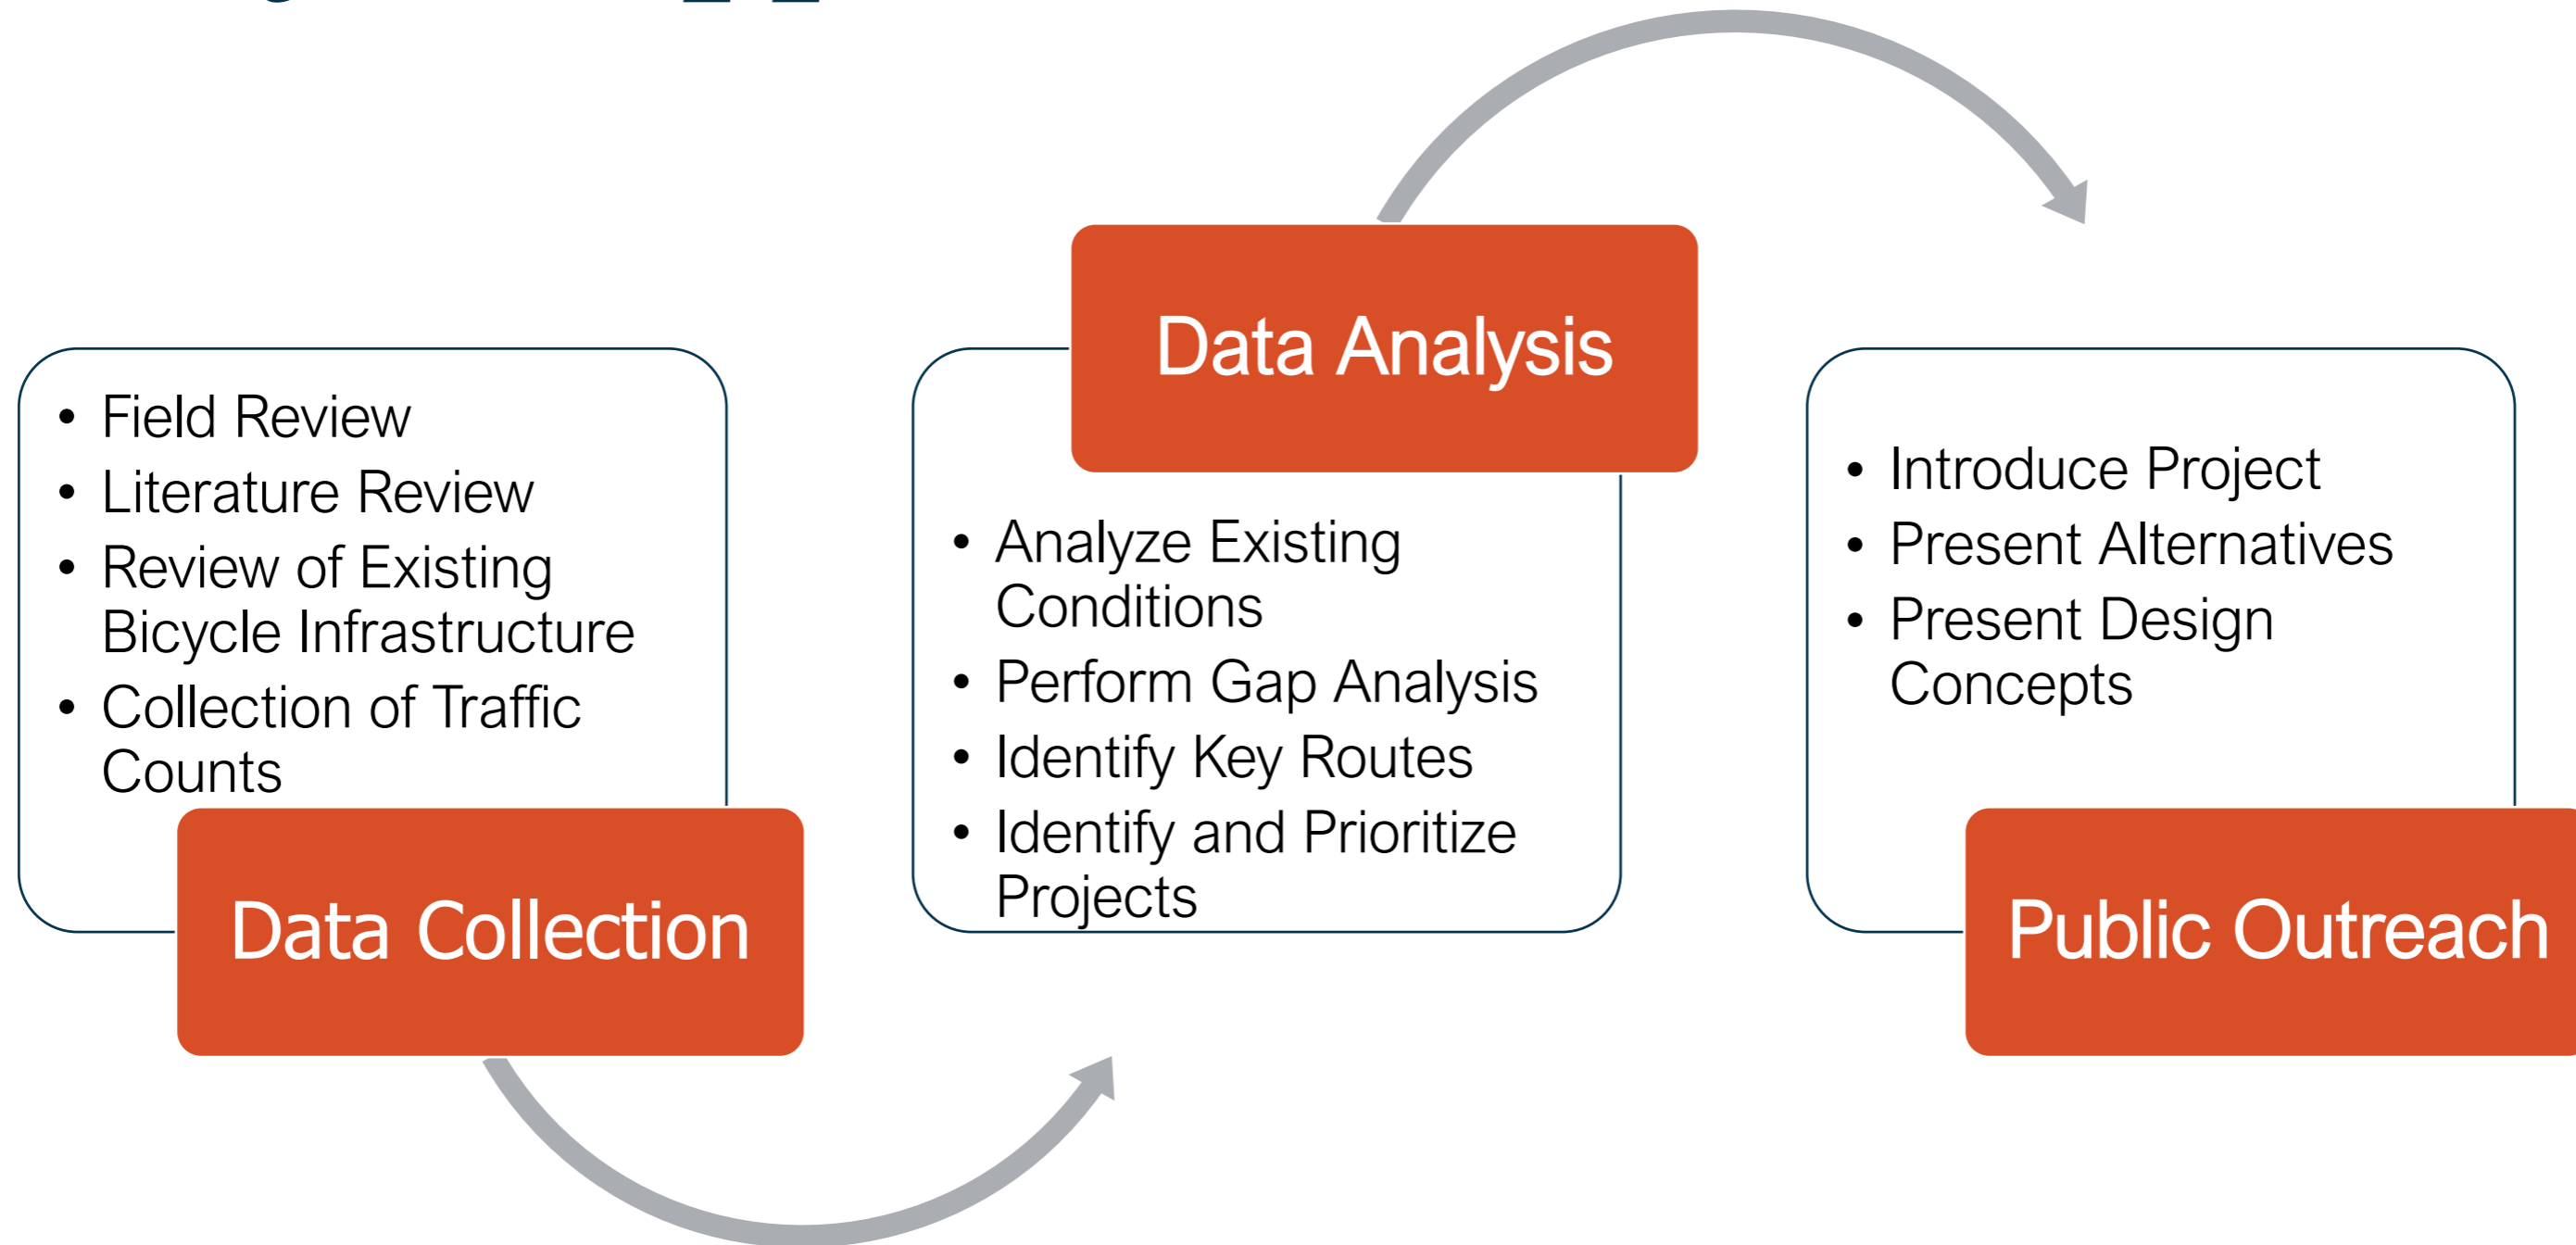 • Field Review
• Literature Review
• Review of Existing
Bicycle Infrastructure
• Collection of Traffic
Counts
Data Collection
Data Analysis
• Analyze Existing
Conditions
• Perform Gap Analysis
• Identify Key Routes
• Identify and Prioritize
Projects
• Introduce Project
• Present Alternatives
• Present Design
Concepts
Public Outreach